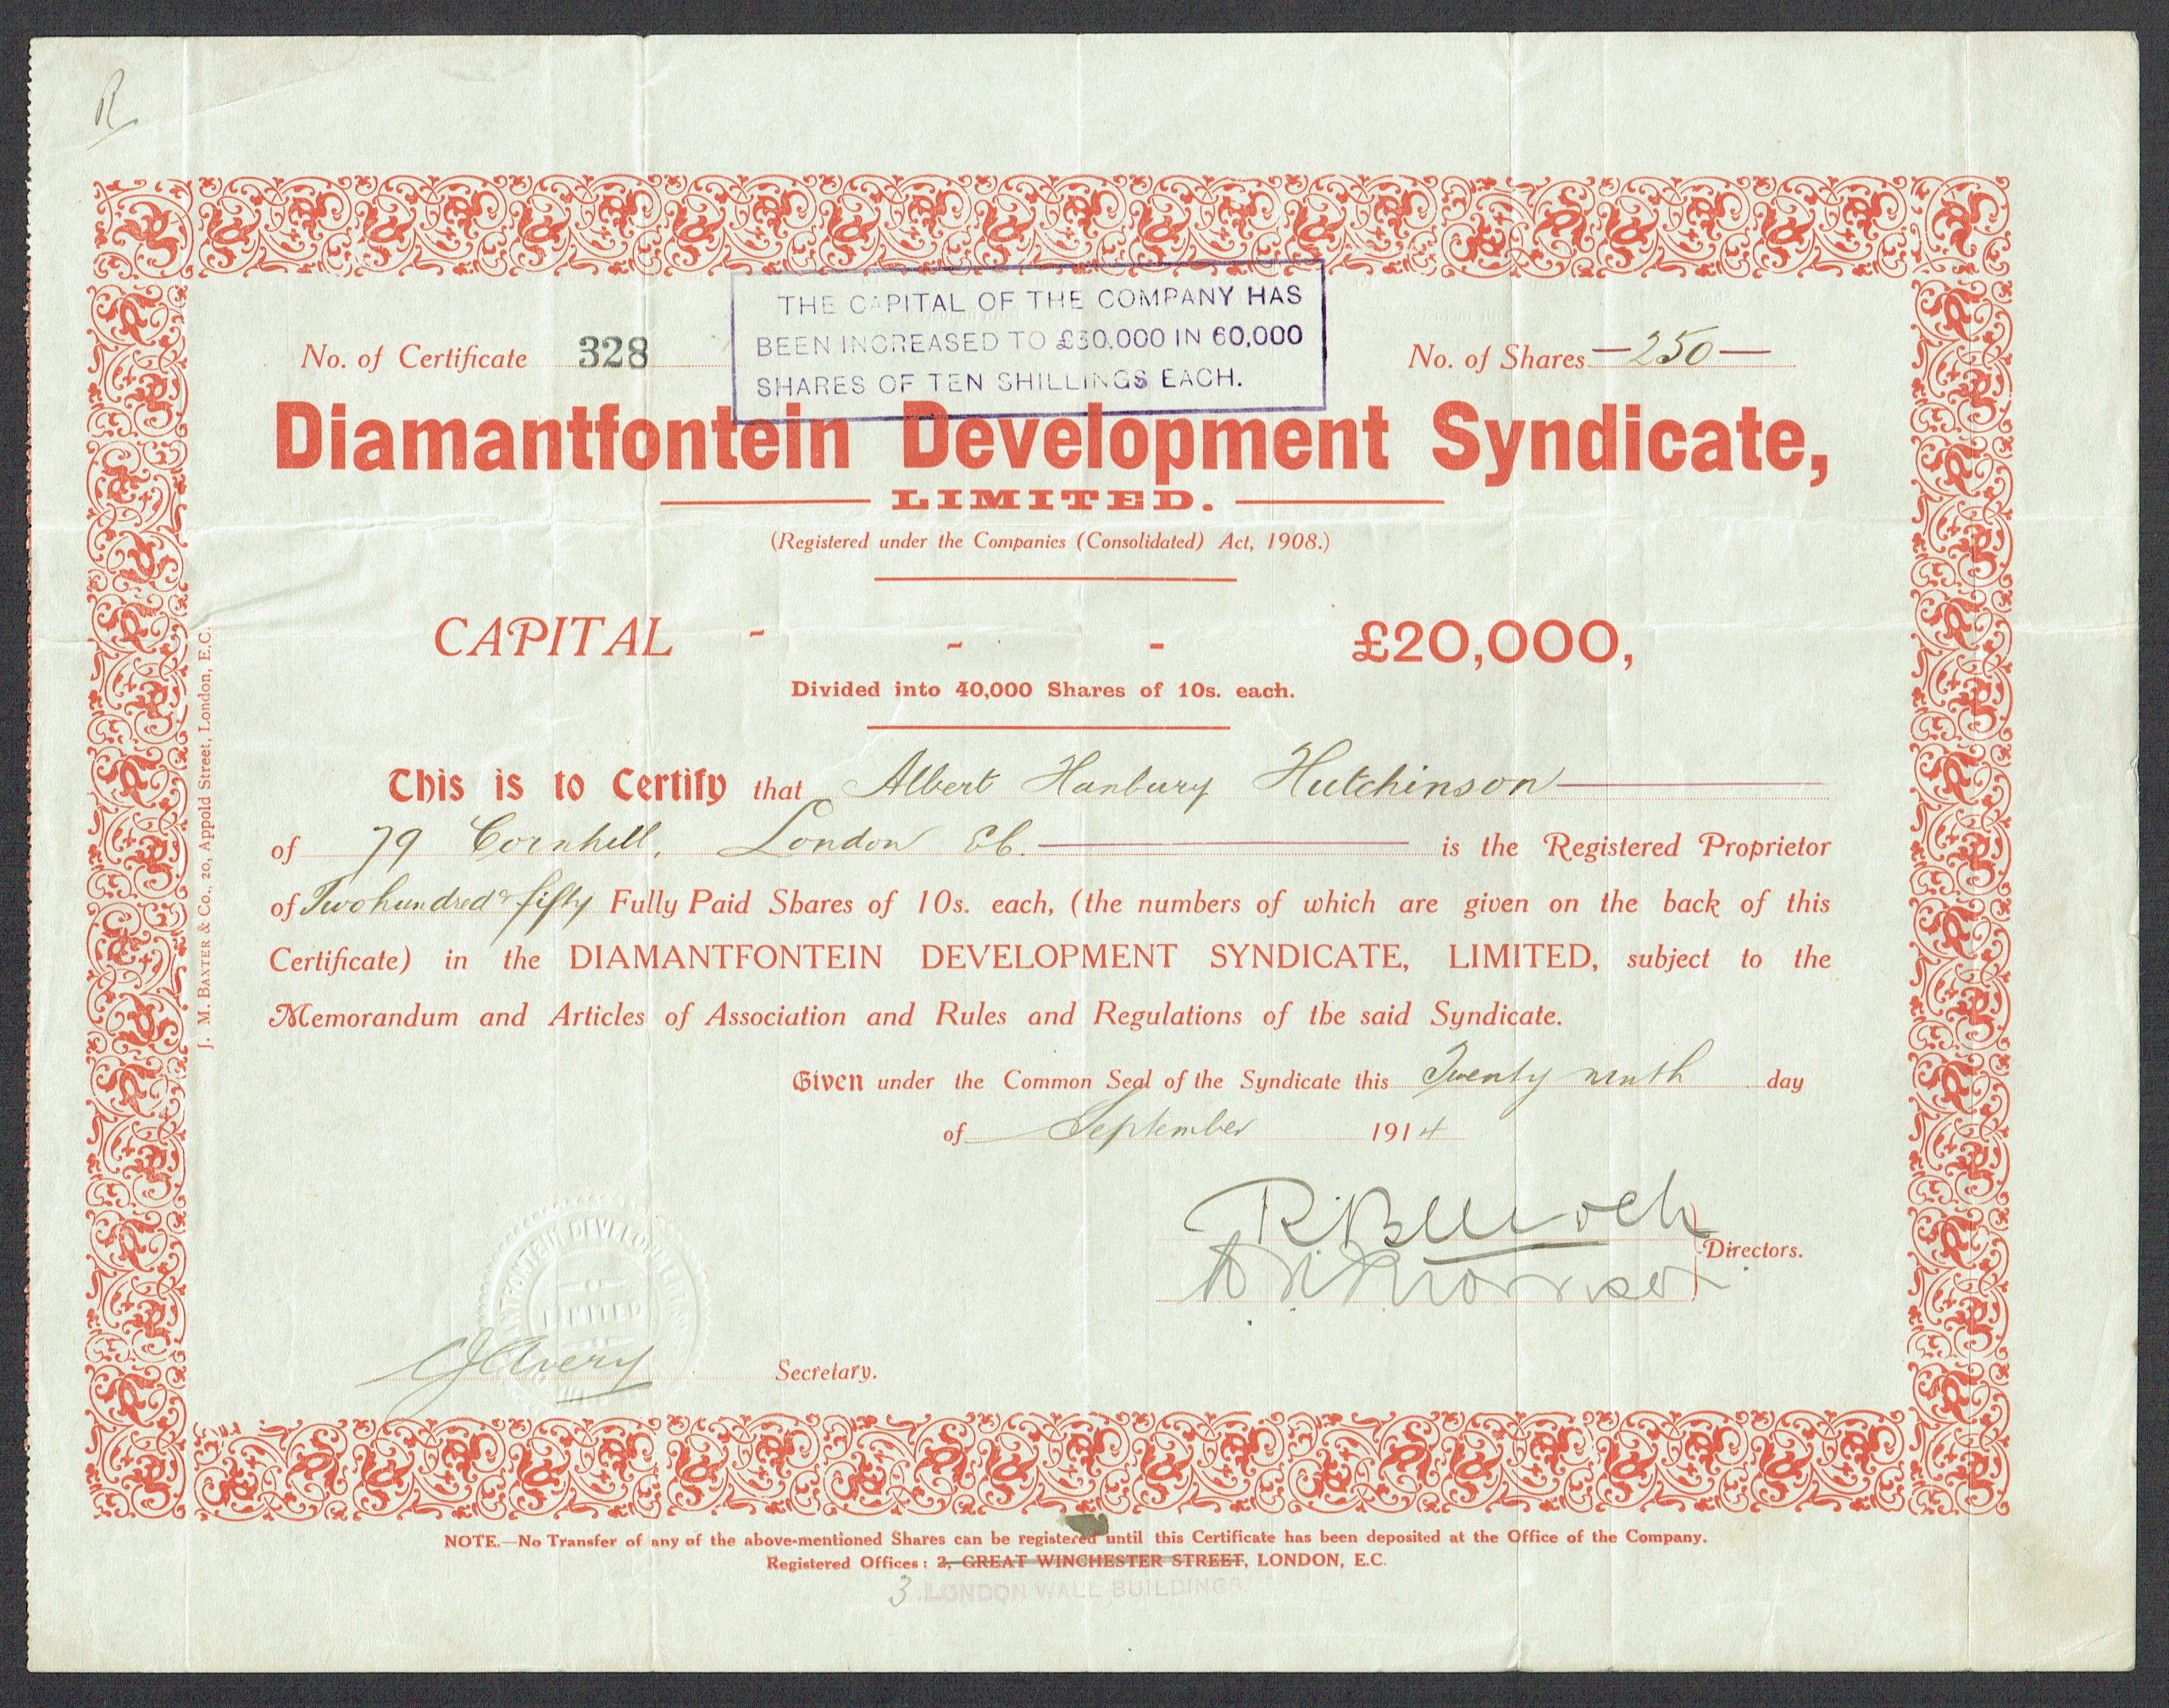 R
THE CAPITAL OF THE COMPANY HAS
BEEN INCREASED TO £30,000 IN 60,000
SHARES OF TEN SHILLINGS EACH.
No. of Certificate 328
No. of Shares —250—
Diamantfontein Development Syndicate,
LIMITED.
(Registered under the Companies (Consolidated) Act, 1908.)
CAPITAL - - - £20,000,
Divided into 40,000 Shares of 10s. each.
This is to Certify that Albert Hanbury Hutchinson
of 79 Cornhill, London E.C. is the Registered Proprietor
of Two hundred & fifty Fully Paid Shares of 10s. each, (the numbers of which are given on the back of this
Certificate) in the DIAMANTFONTEIN DEVELOPMENT SYNDICATE, LIMITED, subject to the
Memorandum and Articles of Association and Rules and Regulations of the said Syndicate.
Given under the Common Seal of the Syndicate this Twenty ninth day
of September 1914
Directors.
LIMITED
CJ Avery Secretary.
NOTE.—No Transfer of any of the above-mentioned Shares can be registered until this Certificate has been deposited at the Office of the Company.
Registered Offices: 2, GREAT WINCHESTER STREET, LONDON, E.C.
3 LONDON WALL BUILDINGS
J. M. BAXTER & Co., 20, Appold Street, London, E.C.